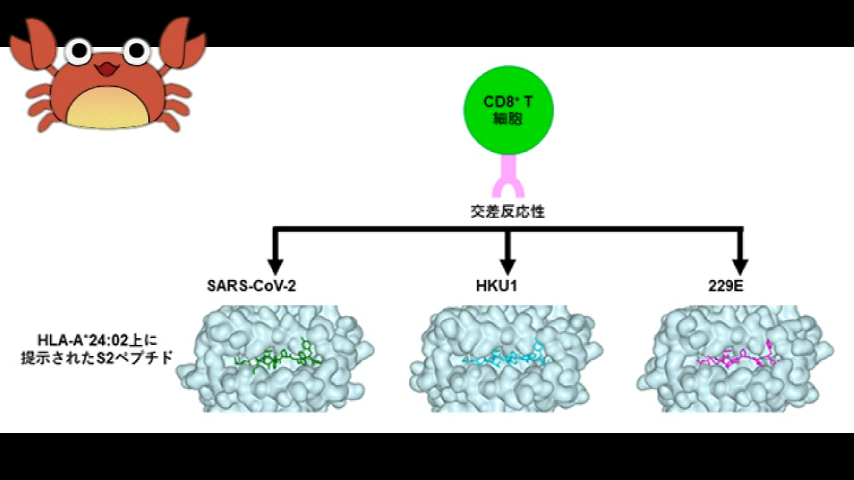 CD8⁺ T
細胞
交差反応性
SARS-CoV-2
HKU1
229E
HLA-A*24:02上に
提示されたS2ペプチド